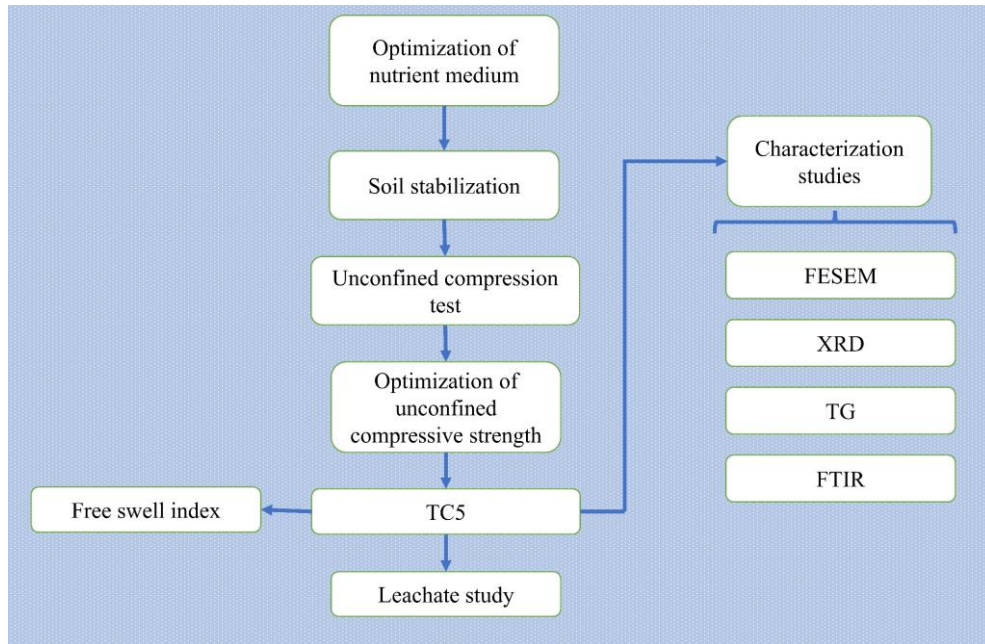 Optimization of
nutrient medium
Soil stabilization
Unconfined compression
test
Optimization of
unconfined
compressive strength
TC5
Free swell index
Leachate study
Characterization
studies
FESEM
XRD
TG
FTIR